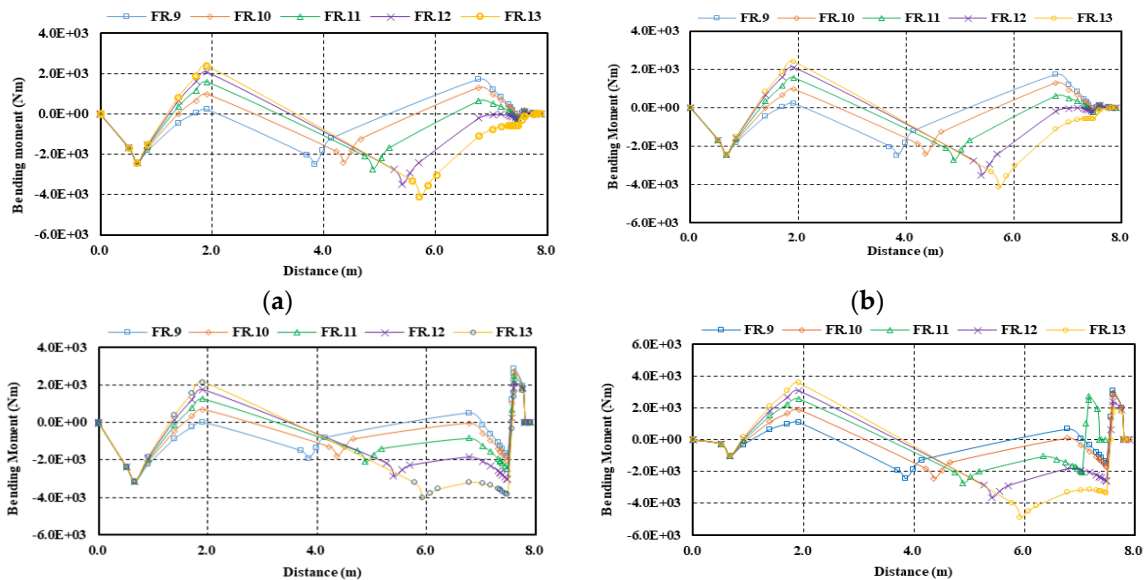 FR.9 FR.10 FR.11 FR.12 FR.13
Bending moment (Nm)
4.0E+03
2.0E+03
0.0E+00
-2.0E+03
-4.0E+03
-6.0E+03
0.0 2.0 4.0 6.0 8.0
Distance (m)
(a)
FR.9 FR.10 FR.11 FR.12 FR.13
Bending Moment (Nm)
4.0E+03
2.0E+03
0.0E+00
-2.0E+03
-4.0E+03
-6.0E+03
0.0 2.0 4.0 6.0 8.0
Distance (m)
(b)
FR.9 FR.10 FR.11 FR.12 FR.13
Bending Moment (Nm)
4.0E+03
2.0E+03
0.0E+00
-2.0E+03
-4.0E+03
-6.0E+03
0.0 2.0 4.0 6.0 8.0
Distance (m)
FR.9 FR.10 FR.11 FR.12 FR.13
Bending Moment (Nm)
6.0E+03
4.0E+03
2.0E+03
0.0E+00
-2.0E+03
-4.0E+03
-6.0E+03
0.0 2.0 4.0 6.0 8.0
Distance (m)